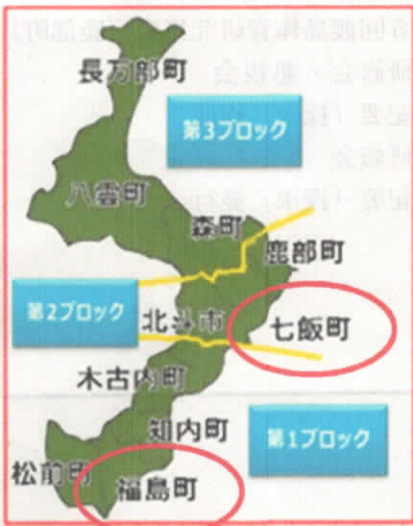 長万部町
第3ブロック
八雲町
森町
鹿部町
第2ブロック
北斗市
七飯町
木古内町
知内町
第1ブロック
松前町
福島町